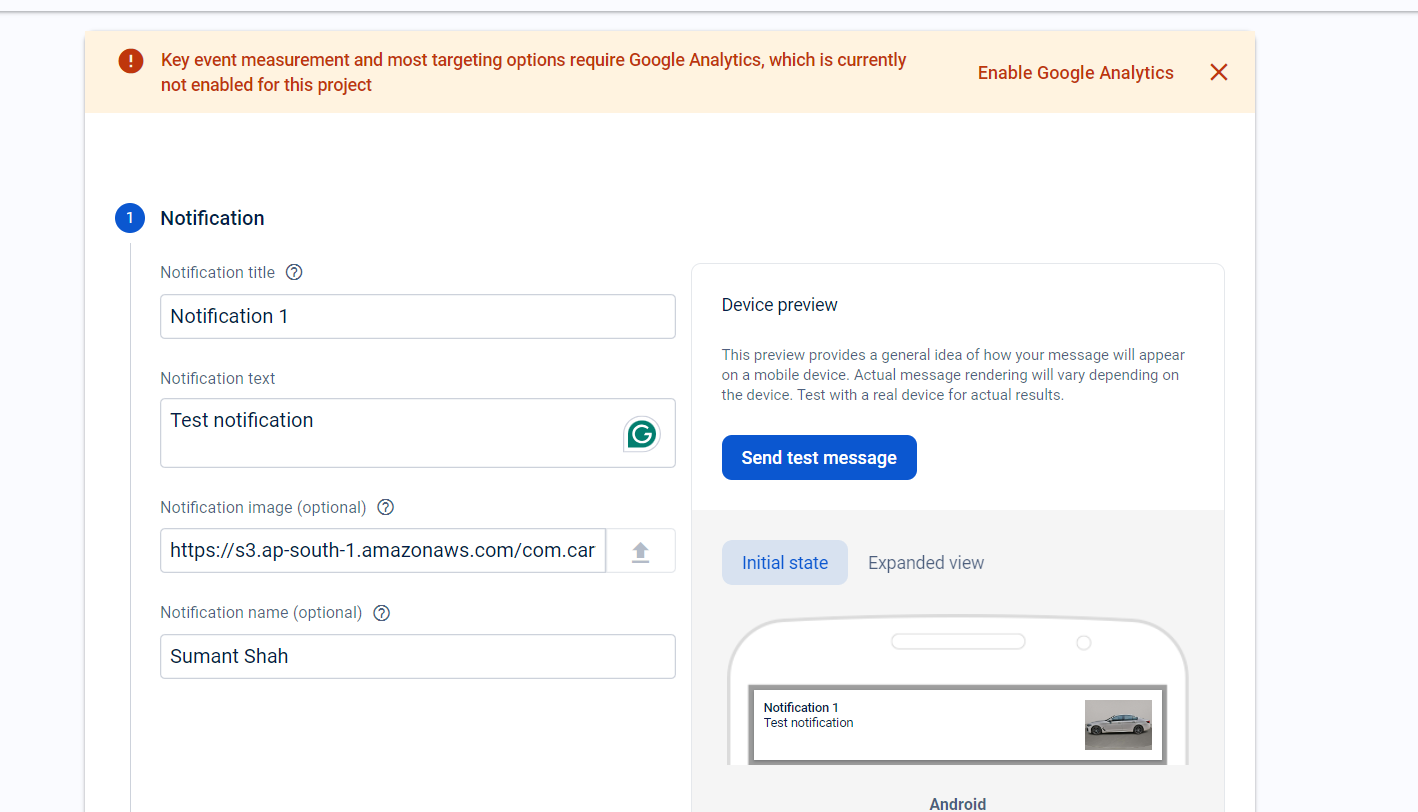 Key event measurement and most targeting options require Google Analytics, which is currently
not enabled for this project
Enable Google Analytics
1 Notification
Notification title
Notification 1
Notification text
Test notification
Notification image (optional)
https://s3.ap-south-1.amazonaws.com/com.car
Notification name (optional)
Sumant Shah
Device preview
This preview provides a general idea of how your message will appear
on a mobile device. Actual message rendering will vary depending on
the device. Test with a real device for actual results.
Send test message
Initial state
Expanded view
Notification 1
Test notification
Android